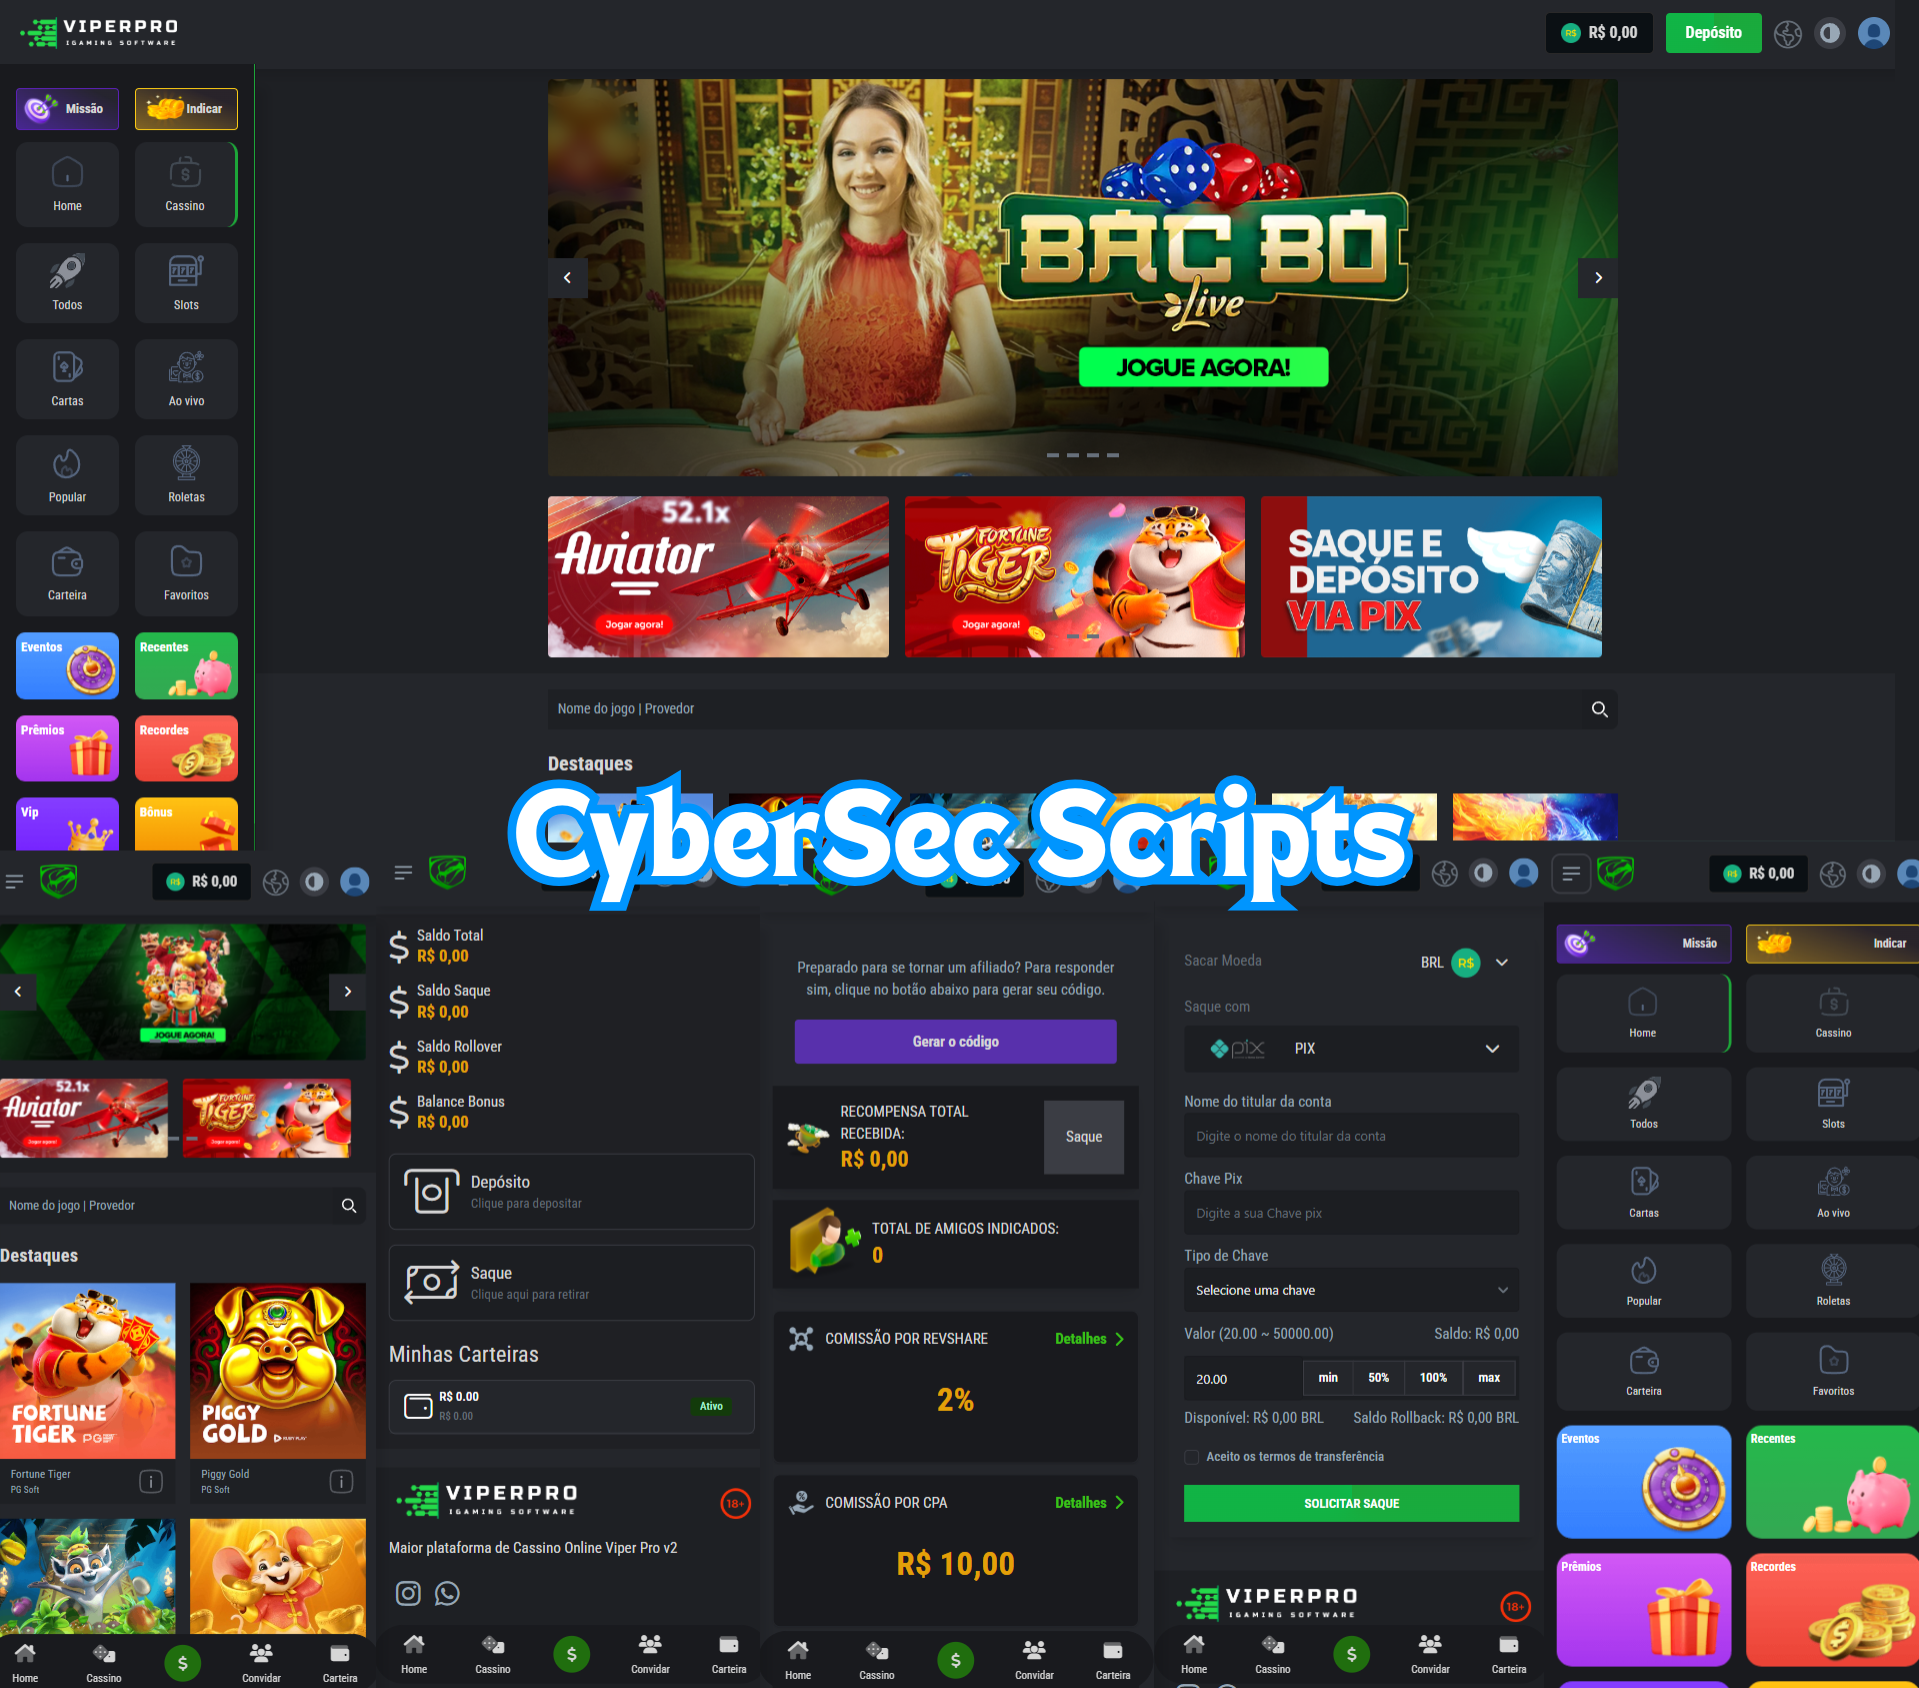 VIPERPRO
IGAMING SOFTWARE
R$ R$ 0,00
Depósito
Missão
Indicar
Home
Cassino
Todos
Slots
Cartas
Ao vivo
Popular
Roletas
Carteira
Favoritos
Eventos
Recentes
Prêmios
Recordes
Vip
Bônus
BAC BO
Live
JOGUE AGORA!
52.1x
Aviator
Jogar agora!
FORTUNE
TIGER
Jogar agora!
SAQUE E
DEPÓSITO
VIA PIX
Nome do jogo | Provedor
Destaques
CyberSec Scripts
R$ R$ 0,00
JOGUE AGORA!
52.1x
Aviator
Jogar agora!
FORTUNE
TIGER
Jogar agora!
Nome do jogo | Provedor
Destaques
FORTUNE
TIGER PG
PIGGY
GOLD
Fortune Tiger
PG Soft
Piggy Gold
PG Soft
Home
Cassino
$
Convidar
Carteira
Saldo Total
R$ 0,00
Saldo Saque
R$ 0,00
Saldo Rollover
R$ 0,00
Balance Bonus
R$ 0,00
Depósito
Clique para depositar
Saque
Clique aqui para retirar
Minhas Carteiras
R$ 0.00
R$ 0.00
Ativo
VIPERPRO
IGAMING SOFTWARE
18+
Maior plataforma de Cassino Online Viper Pro v2
Home
Cassino
$
Convidar
Carteira
Preparado para se tornar um afiliado? Para responder
sim, clique no botão abaixo para gerar seu código.
Gerar o código
RECOMPENSA TOTAL
RECEBIDA:
R$ 0,00
Saque
TOTAL DE AMIGOS INDICADOS:
0
COMISSÃO POR REVSHARE
Detalhes
2%
COMISSÃO POR CPA
Detalhes
R$ 10,00
Home
Cassino
$
Convidar
Carteira
Sacar Moeda
BRL R$
Saque com
pix PIX
Nome do titular da conta
Digite o nome do titular da conta
Chave Pix
Digite a sua Chave pix
Tipo de Chave
Selecione uma chave
Valor (20.00 ~ 50000.00)
Saldo: R$ 0,00
20.00
min
50%
100%
max
Disponível: R$ 0,00 BRL
Saldo Rollback: R$ 0,00 BRL
Aceito os termos de transferência
SOLICITAR SAQUE
VIPERPRO
IGAMING SOFTWARE
18+
Home
Cassino
$
Convidar
Carteira
R$ R$ 0,00
Missão
Indicar
Home
Cassino
Todos
Slots
Cartas
Ao vivo
Popular
Roletas
Carteira
Favoritos
Eventos
Recentes
Prêmios
Recordes